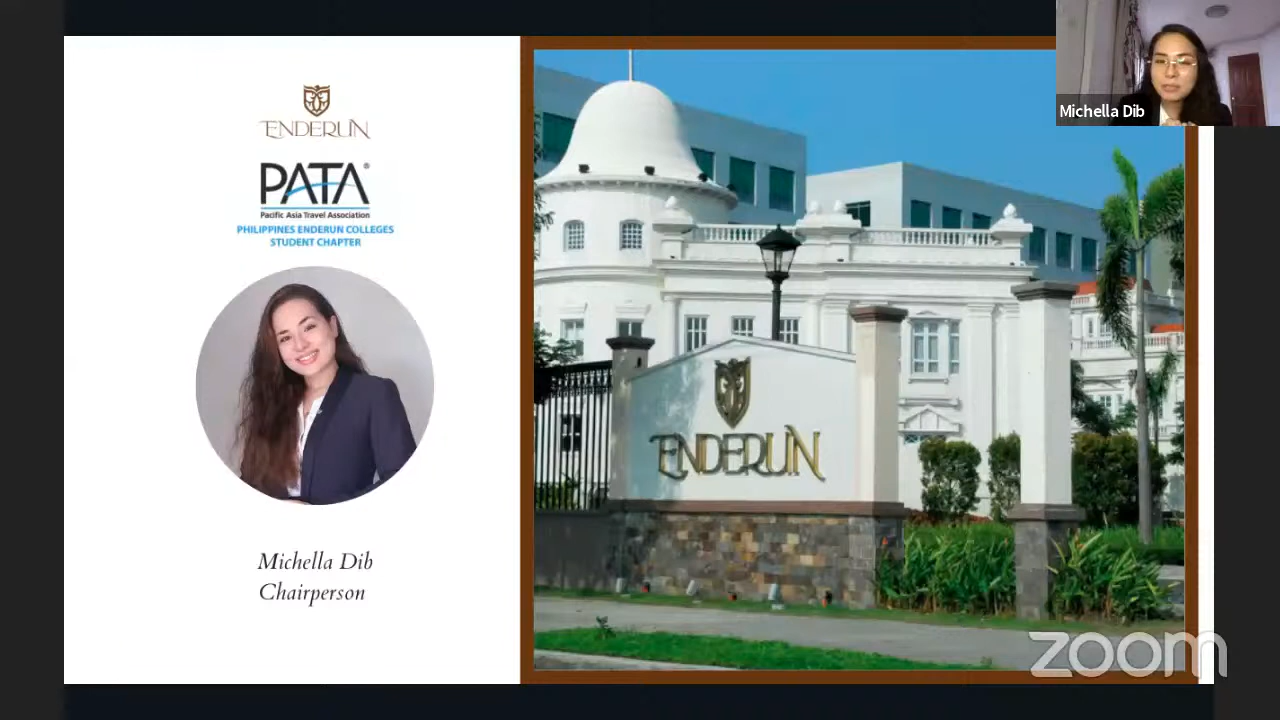 ENDERUN
PATA®
Pacific Asia Travel Association
PHILIPPINES ENDERUN COLLEGES
STUDENT CHAPTER
Michella Dib
Chairperson
ENDERUN
Michella Dib
zoom